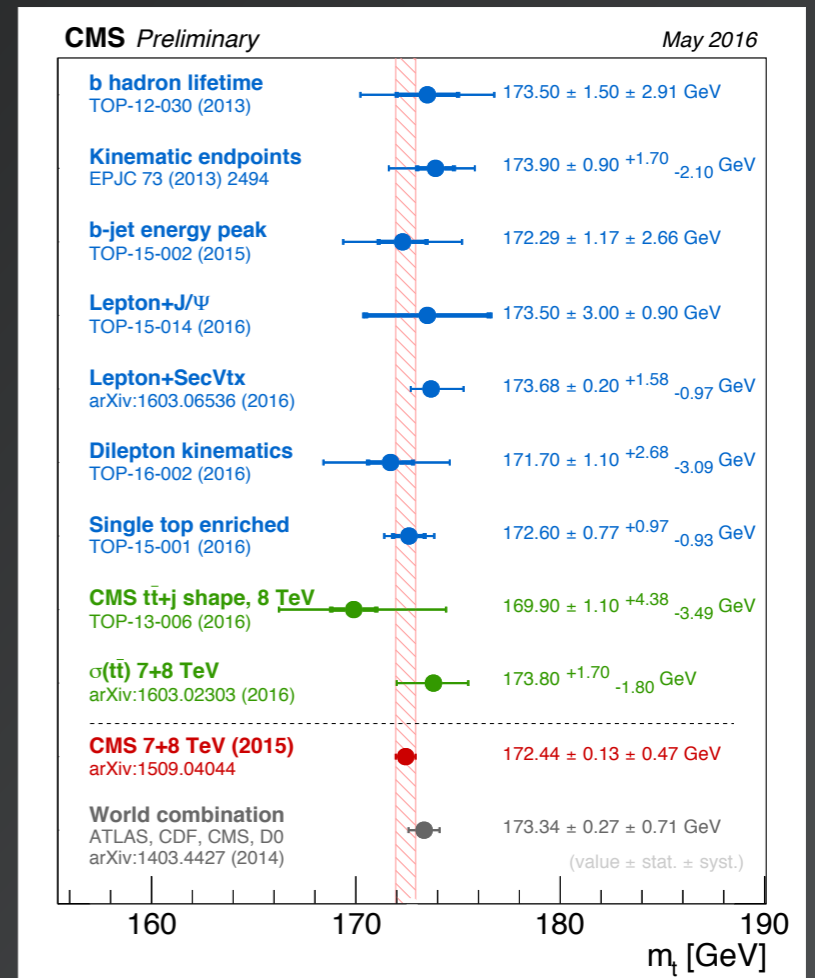 CMS Preliminary May 2016
b hadron lifetime
TOP-12-030 (2013)
173.50 ± 1.50 ± 2.91 GeV
Kinematic endpoints
EPJC 73 (2013) 2494
173.90 ± 0.90 +1.70 -2.10 GeV
b-jet energy peak
TOP-15-002 (2015)
172.29 ± 1.17 ± 2.66 GeV
Lepton+J/Ψ
TOP-15-014 (2016)
173.50 ± 3.00 ± 0.90 GeV
Lepton+SecVtx
arXiv:1603.06536 (2016)
173.68 ± 0.20 +1.58 -0.97 GeV
Dilepton kinematics
TOP-16-002 (2016)
171.70 ± 1.10 +2.68 -3.09 GeV
Single top enriched
TOP-15-001 (2016)
172.60 ± 0.77 +0.97 -0.93 GeV
CMS tt̄+j shape, 8 TeV
TOP-13-006 (2016)
169.90 ± 1.10 +4.38 -3.49 GeV
σ(tt̄) 7+8 TeV
arXiv:1603.02303 (2016)
173.80 +1.70 -1.80 GeV
CMS 7+8 TeV (2015)
arXiv:1509.04044
172.44 ± 0.13 ± 0.47 GeV
World combination
ATLAS, CDF, CMS, D0
arXiv:1403.4427 (2014)
173.34 ± 0.27 ± 0.71 GeV
(value ± stat. ± syst.)
160 170 180 190
mt [GeV]